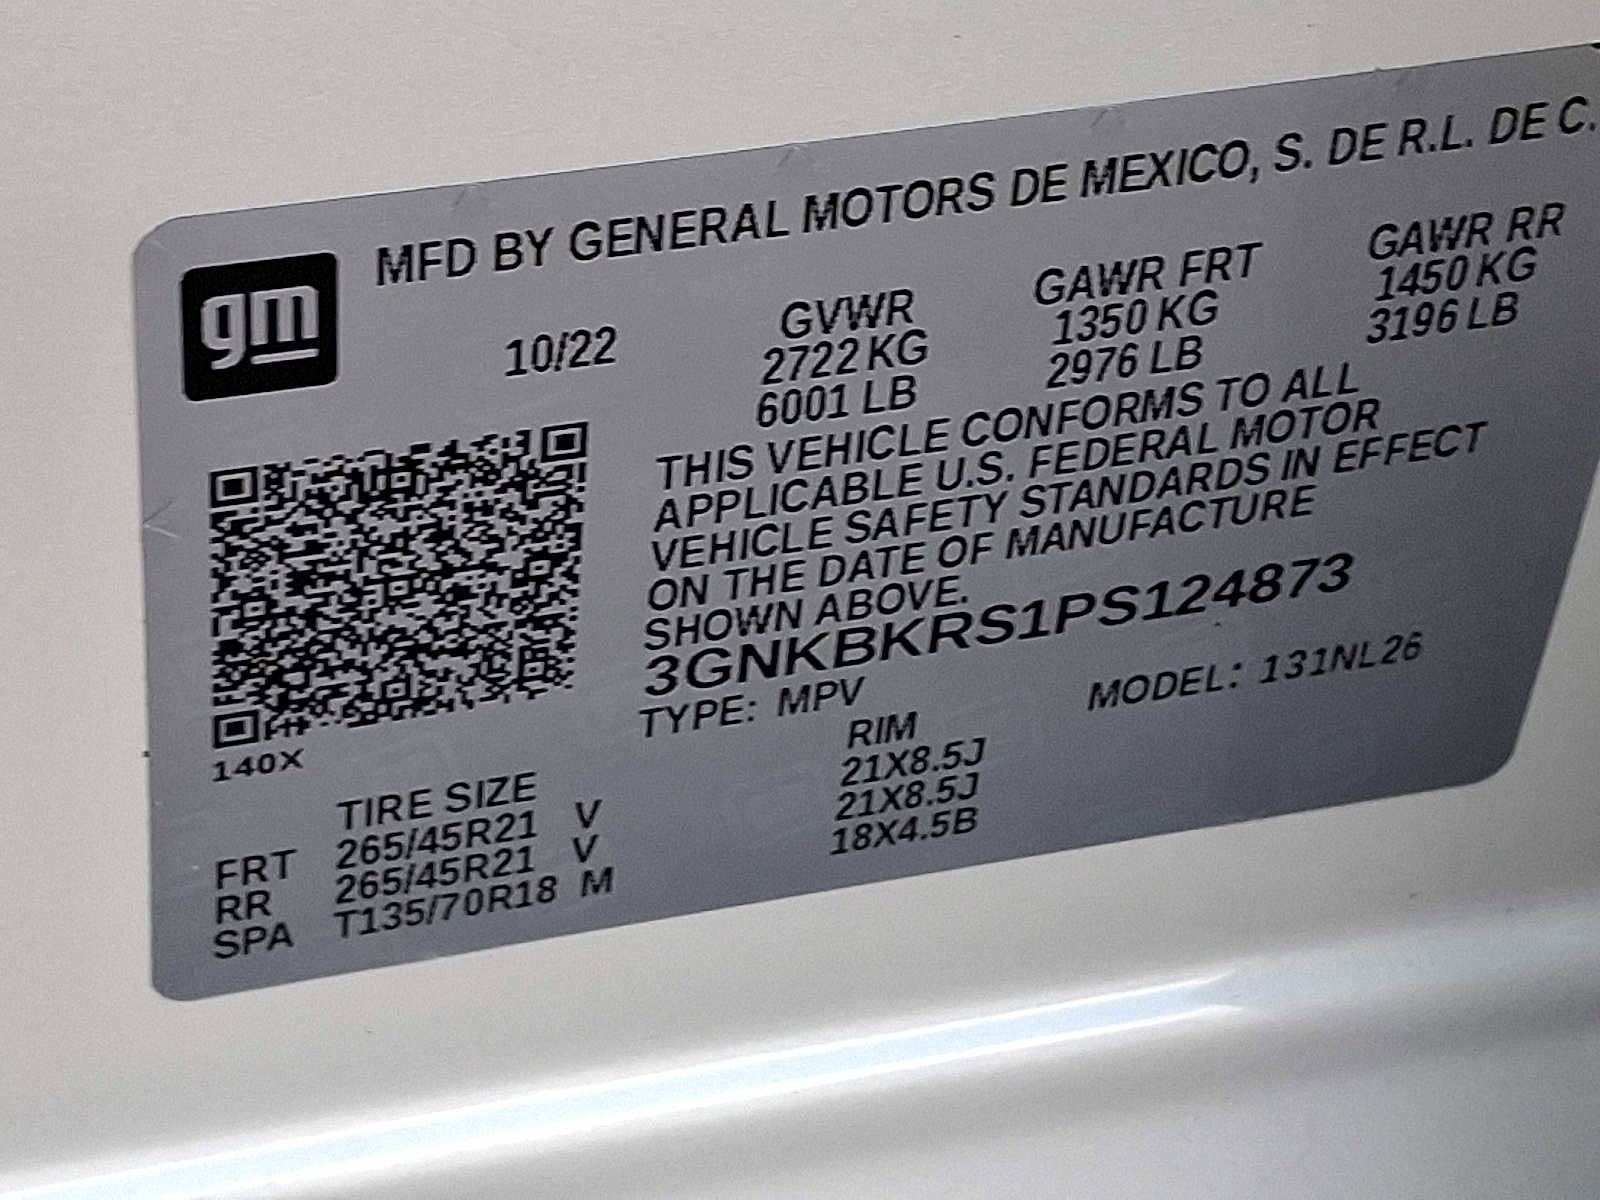 MFD BY GENERAL MOTORS DE MEXICO, S. DE R.L. DE C.
gm
10/22
GVWR GAWR FRT GAWR RR
2722 KG 1350 KG 1450 KG
6001 LB 2976 LB 3196 LB
THIS VEHICLE CONFORMS TO ALL
APPLICABLE U.S. FEDERAL MOTOR
VEHICLE SAFETY STANDARDS IN EFFECT
ON THE DATE OF MANUFACTURE
SHOWN ABOVE.
3GNKBKRS1PS124873
TYPE: MPV MODEL: 131NL26
140X
TIRE SIZE RIM
FRT 265/45R21 V 21X8.5J
RR 265/45R21 V 21X8.5J
SPA T135/70R18 M 18X4.5B